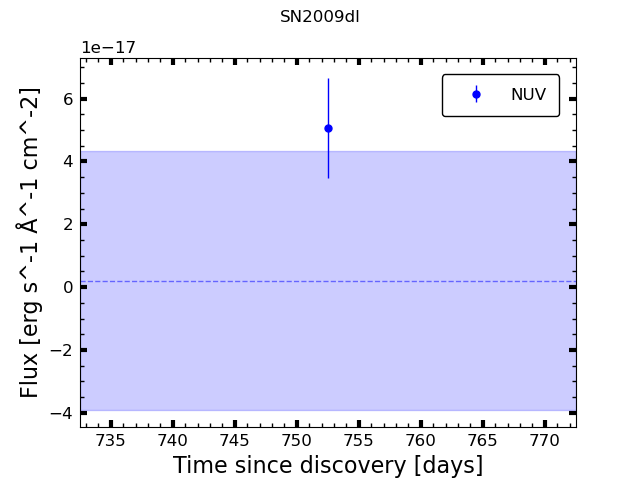 SN2009dl
1e−17
NUV
6
4
2
0
−2
−4
Flux [erg s^-1 Å^-1 cm^-2]
735 740 745 750 755 760 765 770
Time since discovery [days]